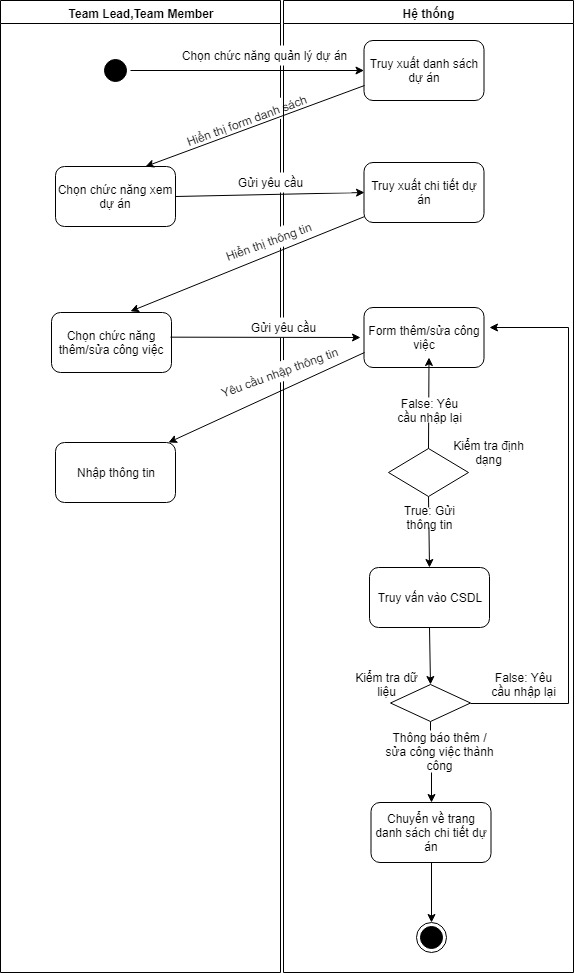 Team Lead,Team Member
Hệ thống
Chọn chức năng quản lý dự án
Truy xuất danh sách
dự án
Hiển thị form danh sách
Chọn chức năng xem
dự án
Gửi yêu cầu
Truy xuất chi tiết dự
án
Hiển thị thông tin
Chọn chức năng
thêm/sửa công việc
Gửi yêu cầu
Form thêm/sửa công
việc
Yêu cầu nhập thông tin
Nhập thông tin
False: Yêu
cầu nhập lại
Kiểm tra định
dạng
True: Gửi
thông tin
Truy vấn vào CSDL
Kiểm tra dữ
liệu
False: Yêu
cầu nhập lại
Thông báo thêm /
sửa công việc thành
công
Chuyển về trang
danh sách chi tiết dự
án